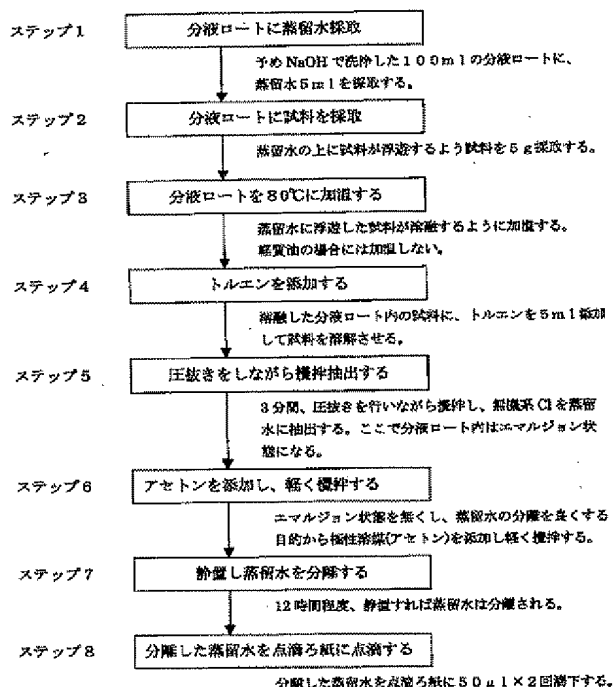 ステップ1
分液ロートに蒸留水採取
予め NaOH で洗浄した100mlの分液ロートに、
蒸留水5mlを採取する。
ステップ2
分液ロートに試料を採取
蒸留水の上に試料が浮遊するよう試料を5g採取する。
ステップ3
分液ロートを80℃に加温する
蒸留水に浮遊した試料が溶融するように加温する。
軽質油の場合には加温しない。
ステップ4
トルエンを添加する
溶融した分液ロート内の試料に、トルエンを5ml添加
して試料を溶解させる。
ステップ5
圧抜きをしながら攪拌抽出する
3分間、圧抜きを行いながら攪拌し、無機系 Cl を蒸留
水に抽出する。ここで分液ロート内はエマルジョン状
態になる。
ステップ6
アセトンを添加し、軽く攪拌する
エマルジョン状態を無くし、蒸留水の分離を良くする
目的から極性溶媒(アセトン)を添加し軽く攪拌する。
ステップ7
静置し蒸留水を分離する
12時間程度、静置すれば蒸留水は分離される。
ステップ8
分離した蒸留水を点滴ろ紙に点滴する
分離した蒸留水を点滴ろ紙に50μl×2回滴下する。